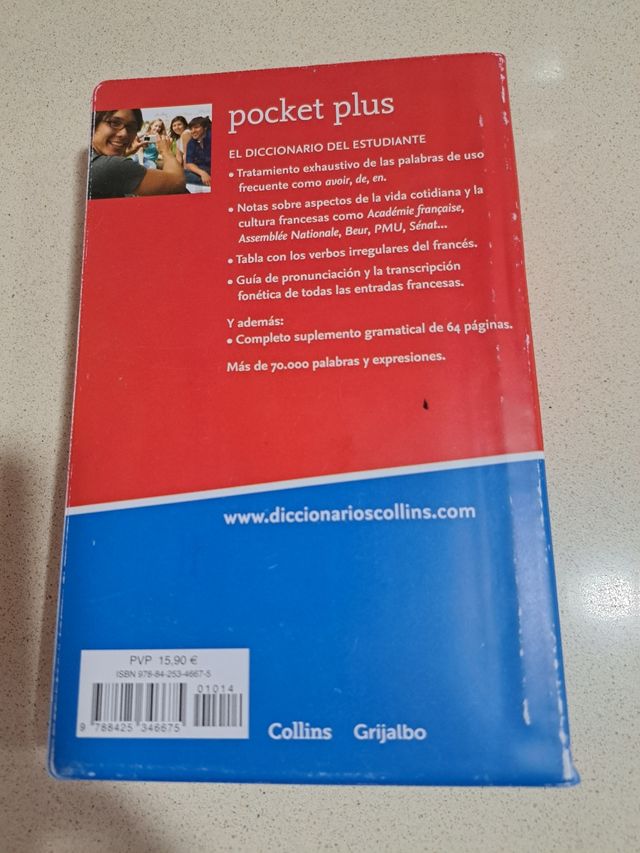 pocket plus
EL DICCIONARIO DEL ESTUDIANTE
• Tratamiento exhaustivo de las palabras de uso
frecuente como avoir, de, en.
• Notas sobre aspectos de la vida cotidiana y la
cultura francesas como Académie française,
Assemblée Nationale, Beur, PMU, Sénat...
• Tabla con los verbos irregulares del francés.
• Guía de pronunciación y la transcripción
fonética de todas las entradas francesas.
Y además:
• Completo suplemento gramatical de 64 páginas.
Más de 70.000 palabras y expresiones.
www.diccionarioscollins.com
PVP 15,90 €
ISBN 978-84-253-4667-5
01014
9 788425 346675
Collins Grijalbo